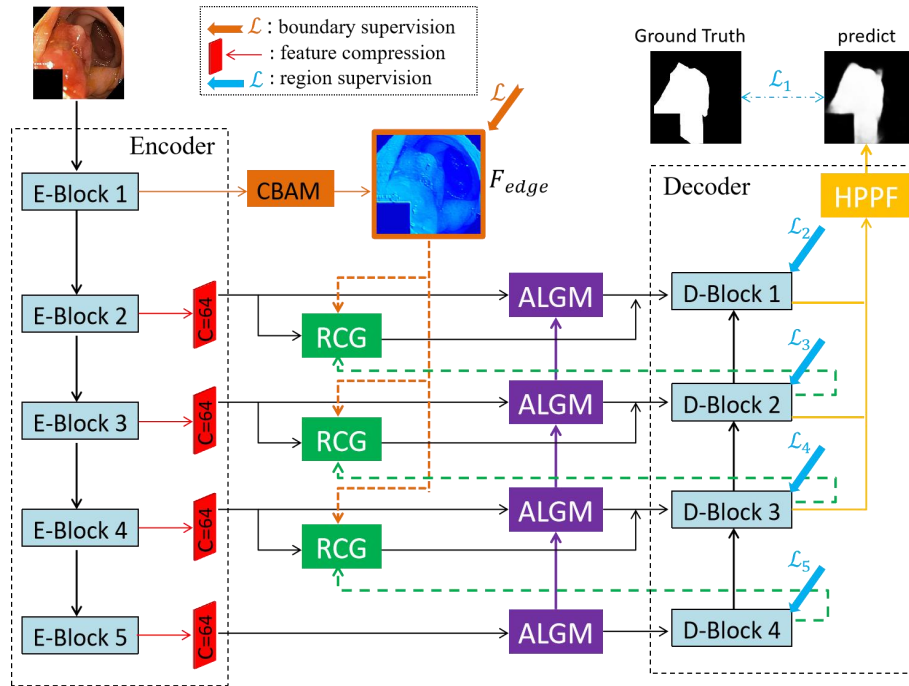 ℒ : boundary supervision
: feature compression
ℒ : region supervision
Ground Truth
predict
ℒ₁
Encoder
Decoder
ℒ
E-Block 1
CBAM
F_edge
HPPF
ℒ₂
E-Block 2
C=64
RCG
ALGM
D-Block 1
ℒ₃
E-Block 3
C=64
RCG
ALGM
D-Block 2
ℒ₄
E-Block 4
C=64
RCG
ALGM
D-Block 3
ℒ₅
E-Block 5
C=64
ALGM
D-Block 4